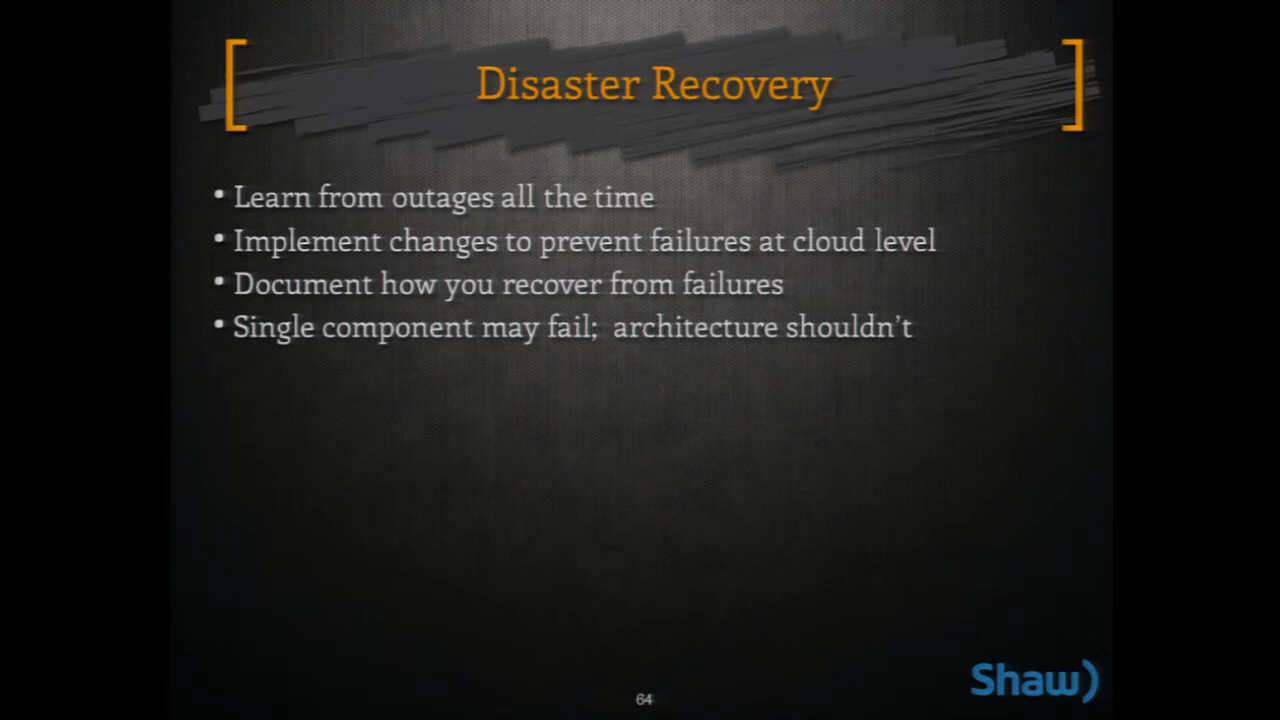 Disaster Recovery
• Learn from outages all the time
• Implement changes to prevent failures at cloud level
• Document how you recover from failures
• Single component may fail;  architecture shouldn't
Shaw)
64